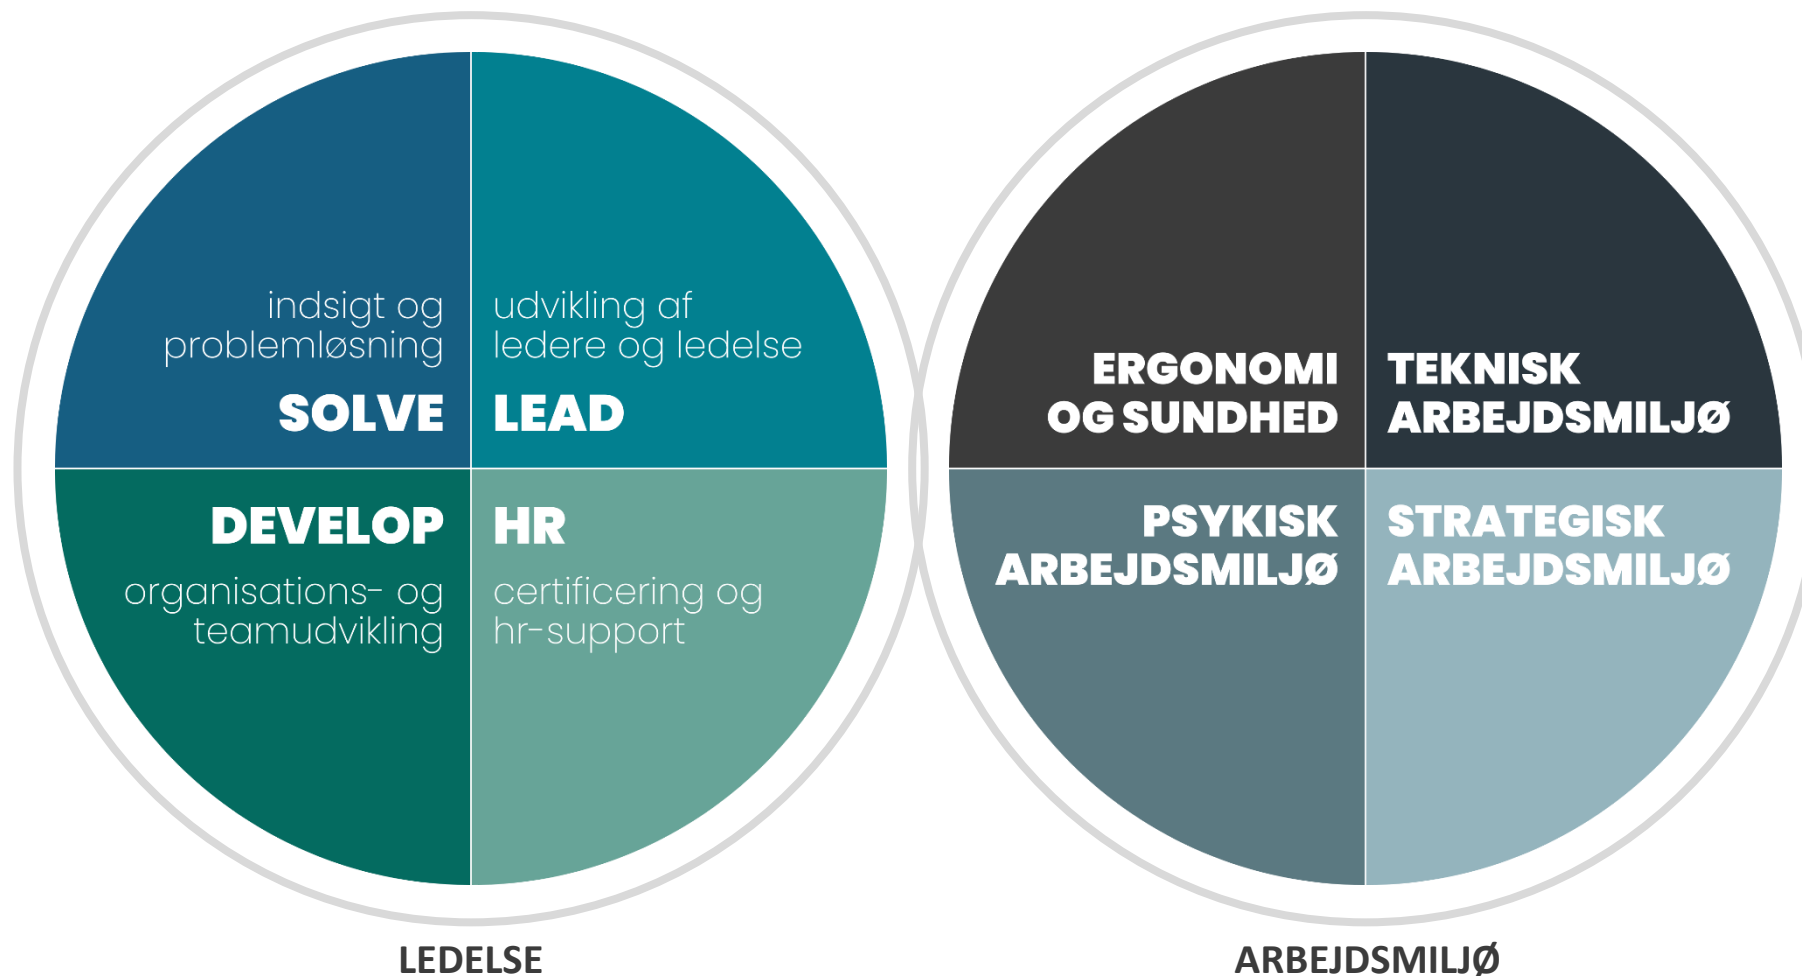 indsigt og
problemløsning
SOLVE
udvikling af
ledere og ledelse
LEAD
DEVELOP
organisations- og
teamudvikling
HR
certificering og
hr-support
LEDELSE
ERGONOMI
OG SUNDHED
TEKNISK
ARBEJDSMILJØ
PSYKISK
ARBEJDSMILJØ
STRATEGISK
ARBEJDSMILJØ
ARBEJDSMILJØ